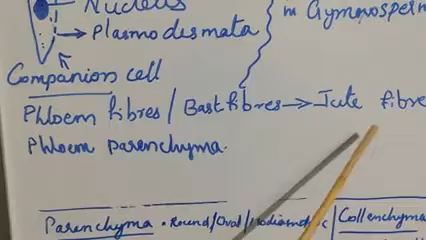 Nucleus
→ Plasmodesmata
in Gymnosperm
Companion cell
Phloem fibres / Bast fibres → Jute fibre
Phloem parenchyma.
Parenchyma • Round/Oval/
Collenchyma